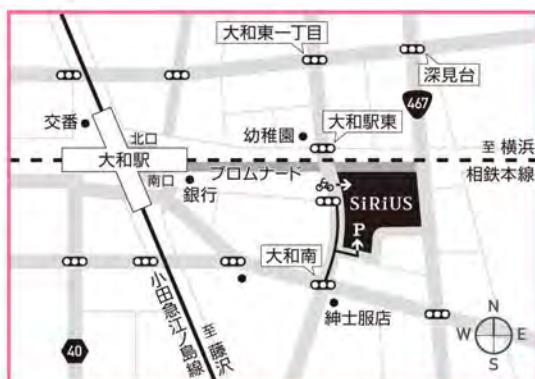 大和東一丁目
深見台
467
交番
北口
幼稚園
大和駅東
至 横浜
大和駅
プロムナード
相鉄本線
南口
銀行
SiRiUS
P
大和南
小田急江ノ島線
至 藤沢
紳士服店
40
N
W E
S